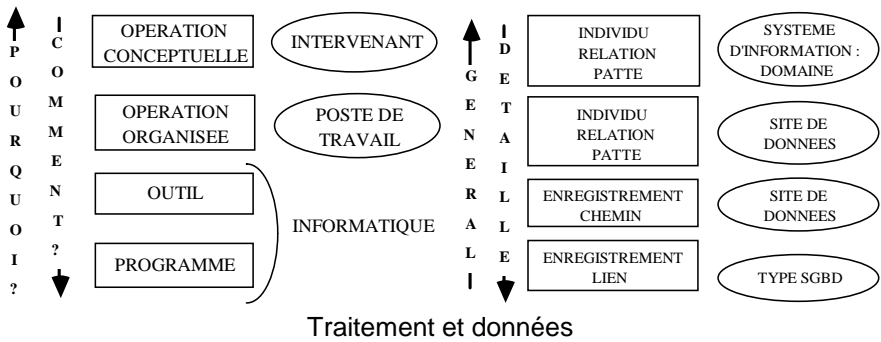 POURQUOI?
COMMENT?
OPERATION
CONCEPTUELLE
INTERVENANT
OPERATION
ORGANISEE
POSTE DE
TRAVAIL
OUTIL
INFORMATIQUE
PROGRAMME
GENERAL
DETAILLE
INDIVIDU
RELATION
PATTE
SYSTEME
D'INFORMATION :
DOMAINE
INDIVIDU
RELATION
PATTE
SITE DE
DONNEES
ENREGISTREMENT
CHEMIN
SITE DE
DONNEES
ENREGISTREMENT
LIEN
TYPE SGBD
Traitement et données